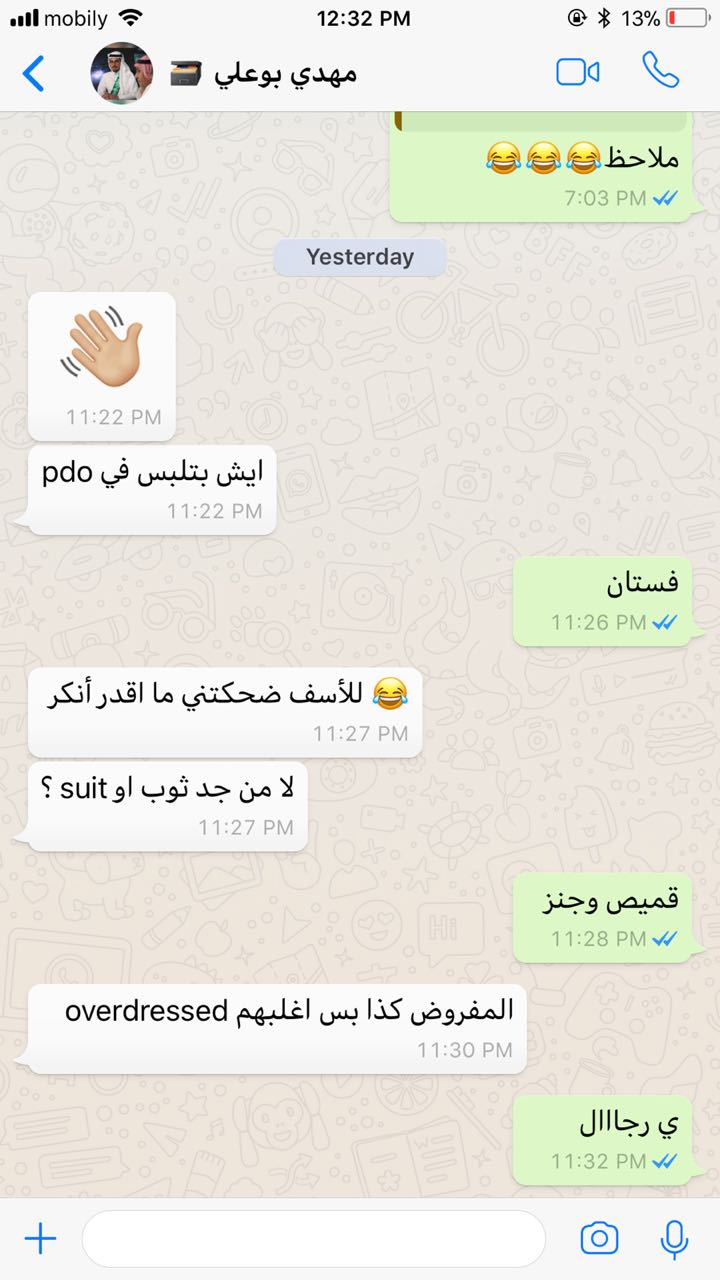 mobily 12:32 PM 13%
مهدي بوعلي 🗃️
ملاحظ😂😂😂
7:03 PM
Yesterday
👋🏼
11:22 PM
ايش بتلبس في pdo
11:22 PM
فستان
11:26 PM
😂 للأسف ضحكتني ما اقدر أنكر
11:27 PM
لا من جد ثوب او suit ؟
11:27 PM
قميص وجنز
11:28 PM
المفروض كذا بس اغلبهم overdressed
11:30 PM
ي رجاااال
11:32 PM